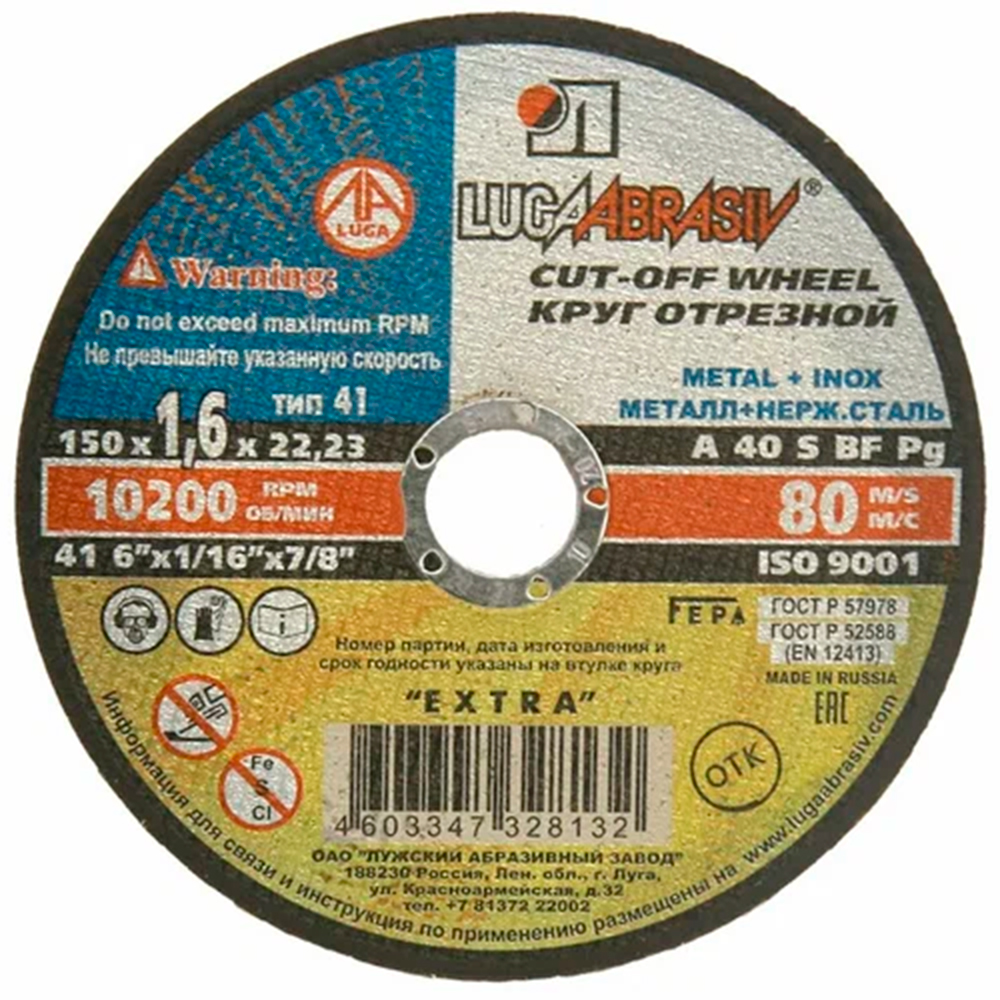 Л
LUGAABRASIV®
CUT-OFF WHEEL
КРУГ ОТРЕЗНОЙ
METAL + INOX
МЕТАЛЛ+НЕРЖ.СТАЛЬ
LUGA
Warning:
Do not exceed maximum RPM
Не превышайте указанную скорость
тип 41
150 x 1,6 x 22,23
A 40 S BF Pg
10200 RPM
ОБ/МИН
80 M/S
М/С
41 6"x1/16"x7/8"
ISO 9001
FEPA
ГОСТ Р 57978
ГОСТ Р 52588
(EN 12413)
MADE IN RUSSIA
EAC
Номер партии, дата изготовления и
срок годности указаны на втулке круга
"EXTRA"
Fe
S
Cl
ОТК
4 603347 328132
ОАО "ЛУЖСКИЙ АБРАЗИВНЫЙ ЗАВОД"
188230 Россия, Лен. обл., г. Луга,
ул. Красноармейская, д.32
тел. +7 81372 22002
Информация для связи и инструкция по применению размещены на www.lugaabrasiv.com